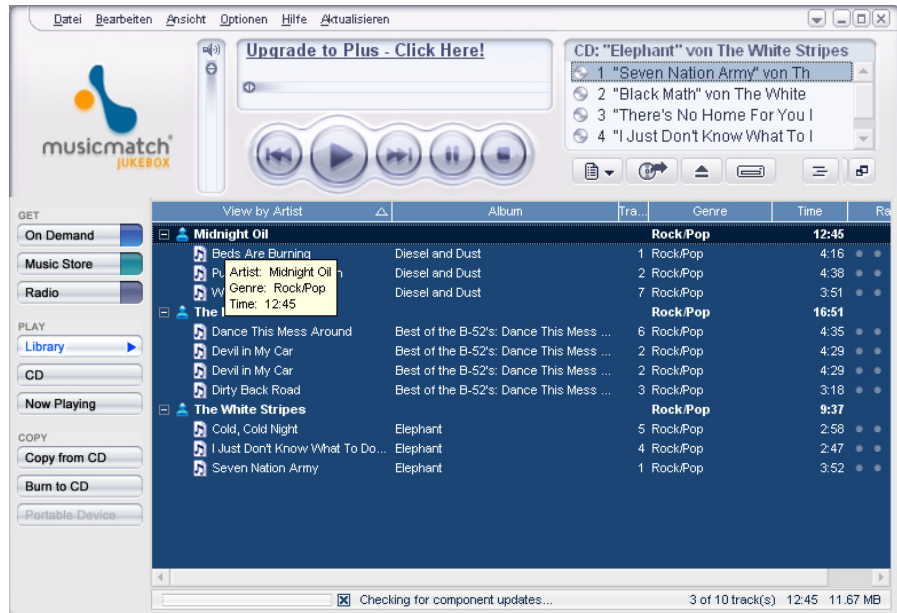 Datei Bearbeiten Ansicht Optionen Hilfe Aktualisieren
musicmatch
JUKEBOX
Upgrade to Plus - Click Here!
CD: "Elephant" von The White Stripes
1 "Seven Nation Army" von Th
2 "Black Math" von The White
3 "There's No Home For You I
4 "I Just Don't Know What To I
GET
On Demand
Music Store
Radio
PLAY
Library
CD
Now Playing
COPY
Copy from CD
Burn to CD
Portable Device
View by Artist Album Tra... Genre Time Ra
Midnight Oil Rock/Pop 12:45
Beds Are Burning Diesel and Dust 1 Rock/Pop 4:16
Diesel and Dust 2 Rock/Pop 4:38
Diesel and Dust 7 Rock/Pop 3:51
Artist: Midnight Oil
Genre: Rock/Pop
Time: 12:45
The Rock/Pop 16:51
Dance This Mess Around Best of the B-52's: Dance This Mess ... 6 Rock/Pop 4:35
Devil in My Car Best of the B-52's: Dance This Mess ... 2 Rock/Pop 4:29
Devil in My Car Best of the B-52's: Dance This Mess ... 2 Rock/Pop 4:29
Dirty Back Road Best of the B-52's: Dance This Mess ... 3 Rock/Pop 3:18
The White Stripes Rock/Pop 9:37
Cold, Cold Night Elephant 5 Rock/Pop 2:58
I Just Don't Know What To Do... Elephant 4 Rock/Pop 2:47
Seven Nation Army Elephant 1 Rock/Pop 3:52
Checking for component updates... 3 of 10 track(s) 12:45 11.67 MB